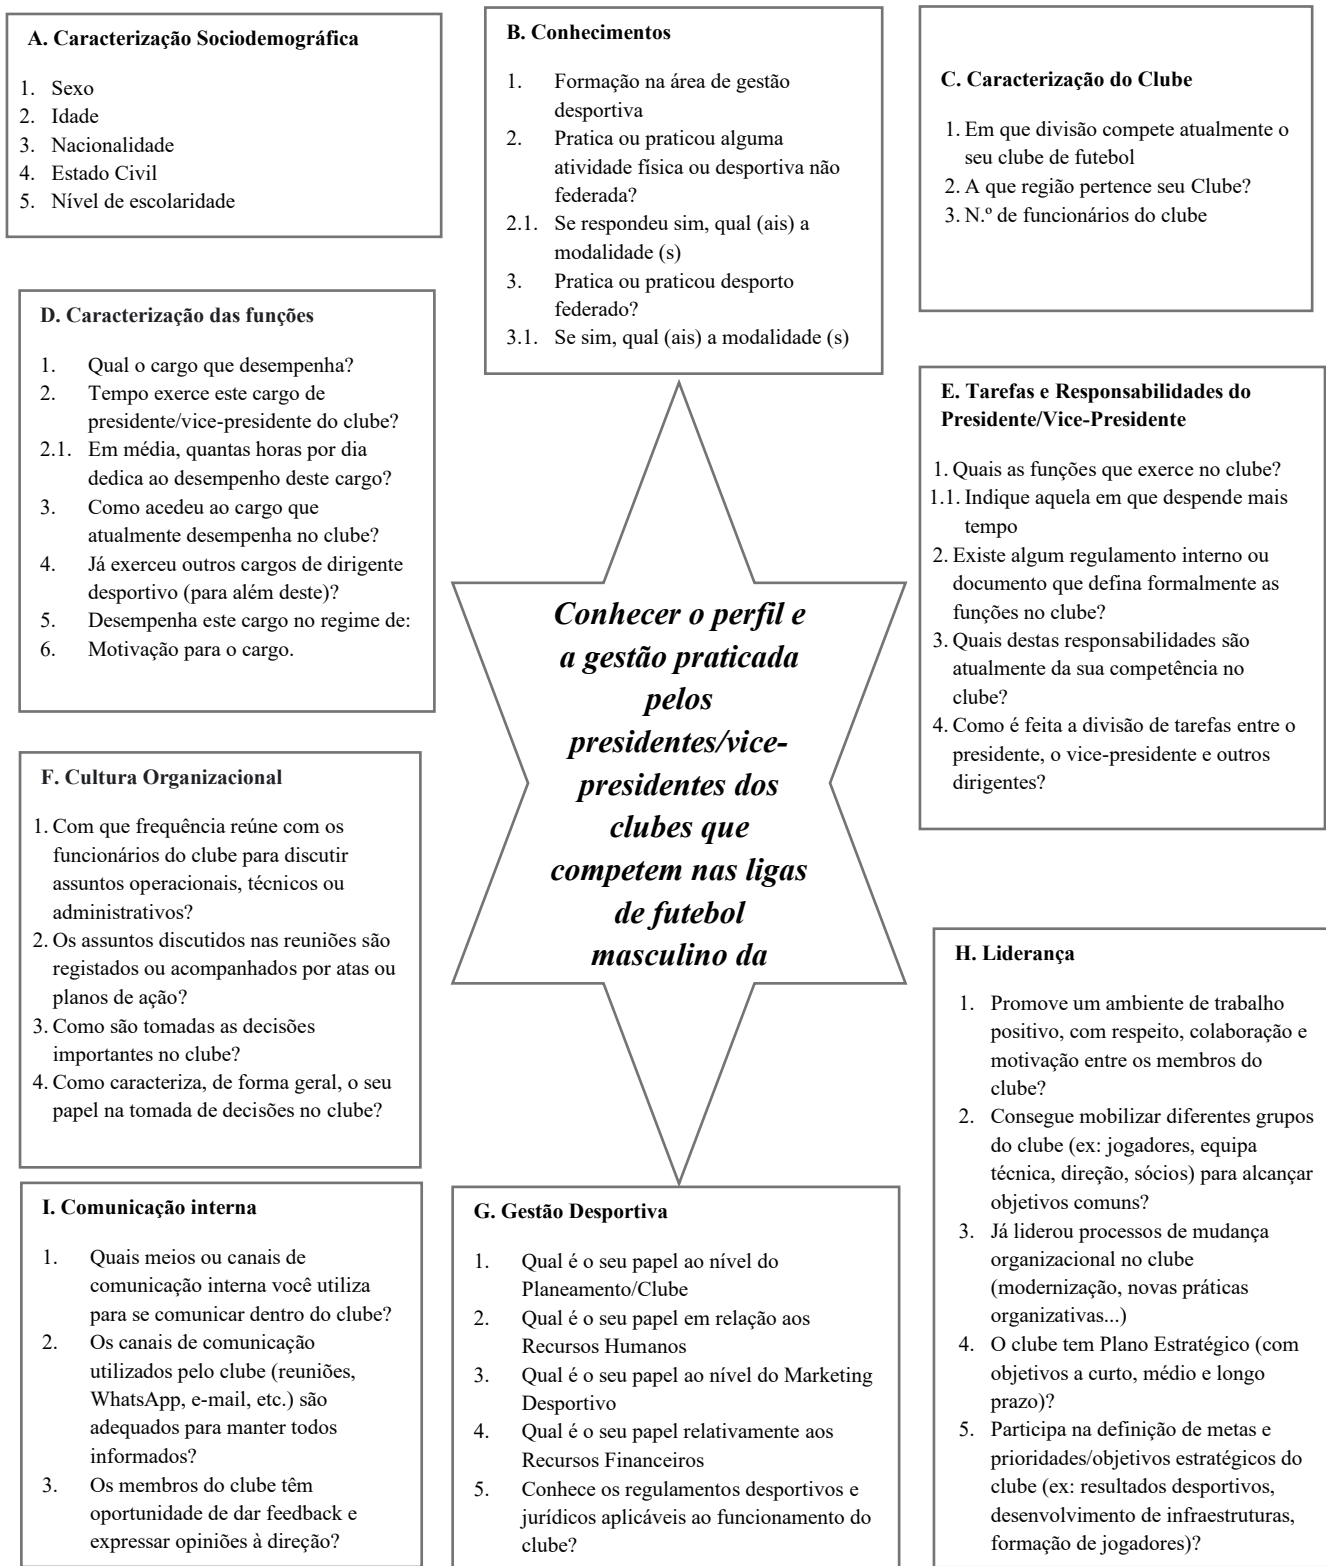 A. Caracterização Sociodemográfica
1. Sexo
2. Idade
3. Nacionalidade
4. Estado Civil
5. Nível de escolaridade
B. Conhecimentos
1. Formação na área de gestão
desportiva
2. Pratica ou praticou alguma
atividade física ou desportiva não
federada?
2.1. Se respondeu sim, qual (ais) a
modalidade (s)
3. Pratica ou praticou desporto
federado?
3.1. Se sim, qual (ais) a modalidade (s)
C. Caracterização do Clube
1. Em que divisão compete atualmente o
seu clube de futebol
2. A que região pertence seu Clube?
3. N.º de funcionários do clube
D. Caracterização das funções
1. Qual o cargo que desempenha?
2. Tempo exerce este cargo de
presidente/vice-presidente do clube?
2.1. Em média, quantas horas por dia
dedica ao desempenho deste cargo?
3. Como acedeu ao cargo que
atualmente desempenha no clube?
4. Já exerceu outros cargos de dirigente
desportivo (para além deste)?
5. Desempenha este cargo no regime de:
6. Motivação para o cargo.
E. Tarefas e Responsabilidades do
Presidente/Vice-Presidente
1. Quais as funções que exerce no clube?
1.1. Indique aquela em que despende mais
tempo
2. Existe algum regulamento interno ou
documento que defina formalmente as
funções no clube?
3. Quais destas responsabilidades são
atualmente da sua competência no
clube?
4. Como é feita a divisão de tarefas entre o
presidente, o vice-presidente e outros
dirigentes?
Conhecer o perfil e
a gestão praticada
pelos
presidentes/vice-
presidentes dos
clubes que
competem nas ligas
de futebol
masculino da
F. Cultura Organizacional
1. Com que frequência reúne com os
funcionários do clube para discutir
assuntos operacionais, técnicos ou
administrativos?
2. Os assuntos discutidos nas reuniões são
registados ou acompanhados por atas ou
planos de ação?
3. Como são tomadas as decisões
importantes no clube?
4. Como caracteriza, de forma geral, o seu
papel na tomada de decisões no clube?
H. Liderança
1. Promove um ambiente de trabalho
positivo, com respeito, colaboração e
motivação entre os membros do
clube?
2. Consegue mobilizar diferentes grupos
do clube (ex: jogadores, equipa
técnica, direção, sócios) para alcançar
objetivos comuns?
3. Já liderou processos de mudança
organizacional no clube
(modernização, novas práticas
organizativas...)
4. O clube tem Plano Estratégico (com
objetivos a curto, médio e longo
prazo)?
5. Participa na definição de metas e
prioridades/objetivos estratégicos do
clube (ex: resultados desportivos,
desenvolvimento de infraestruturas,
formação de jogadores)?
I. Comunicação interna
1. Quais meios ou canais de
comunicação interna você utiliza
para se comunicar dentro do clube?
2. Os canais de comunicação
utilizados pelo clube (reuniões,
WhatsApp, e-mail, etc.) são
adequados para manter todos
informados?
3. Os membros do clube têm
oportunidade de dar feedback e
expressar opiniões à direção?
G. Gestão Desportiva
1. Qual é o seu papel ao nível do
Planeamento/Clube
2. Qual é o seu papel em relação aos
Recursos Humanos
3. Qual é o seu papel ao nível do Marketing
Desportivo
4. Qual é o seu papel relativamente aos
Recursos Financeiros
5. Conhece os regulamentos desportivos e
jurídicos aplicáveis ao funcionamento do
clube?